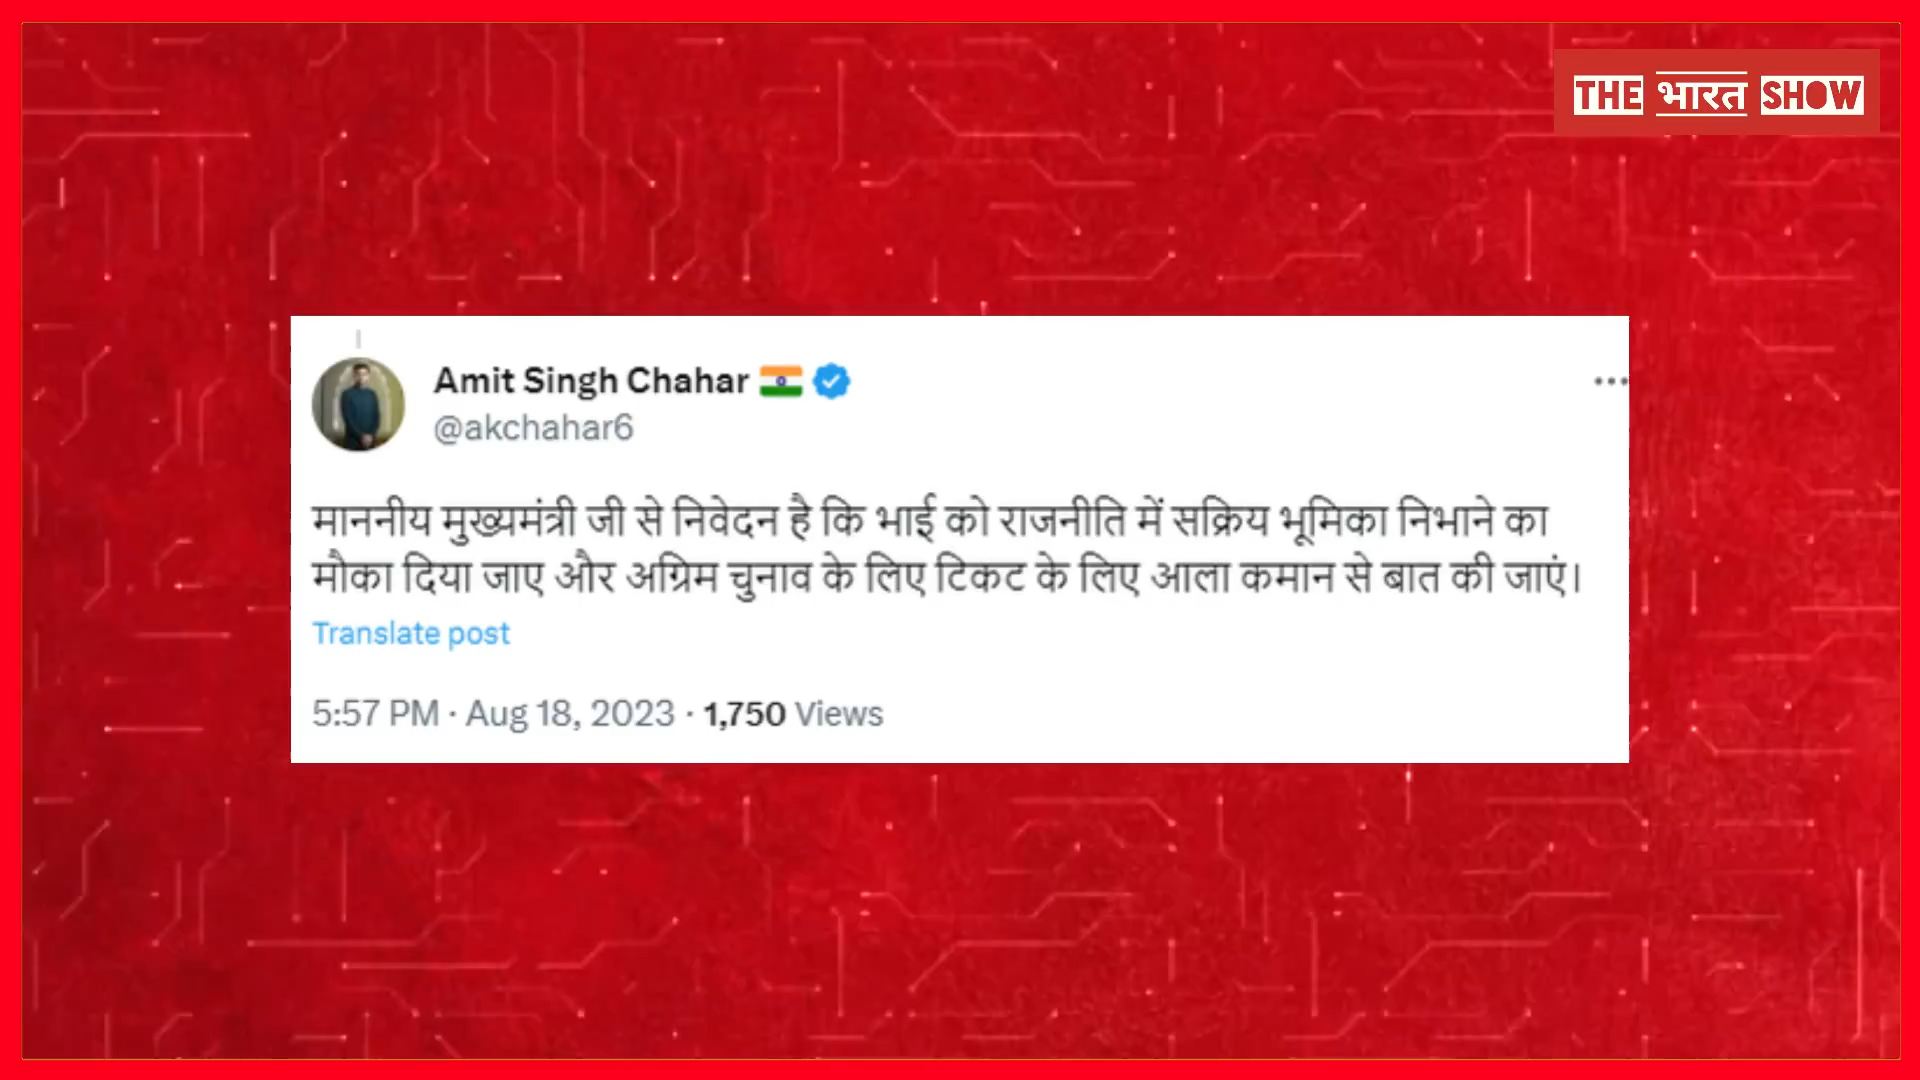 THE भारत SHOW
Amit Singh Chahar 🇮🇳
@akchahar6
माननीय मुख्यमंत्री जी से निवेदन है कि भाई को राजनीति में सक्रिय भूमिका निभाने का
मौका दिया जाए और अग्रिम चुनाव के लिए टिकट के लिए आला कमान से बात की जाएं।
Translate post
5:57 PM · Aug 18, 2023 · 1,750 Views